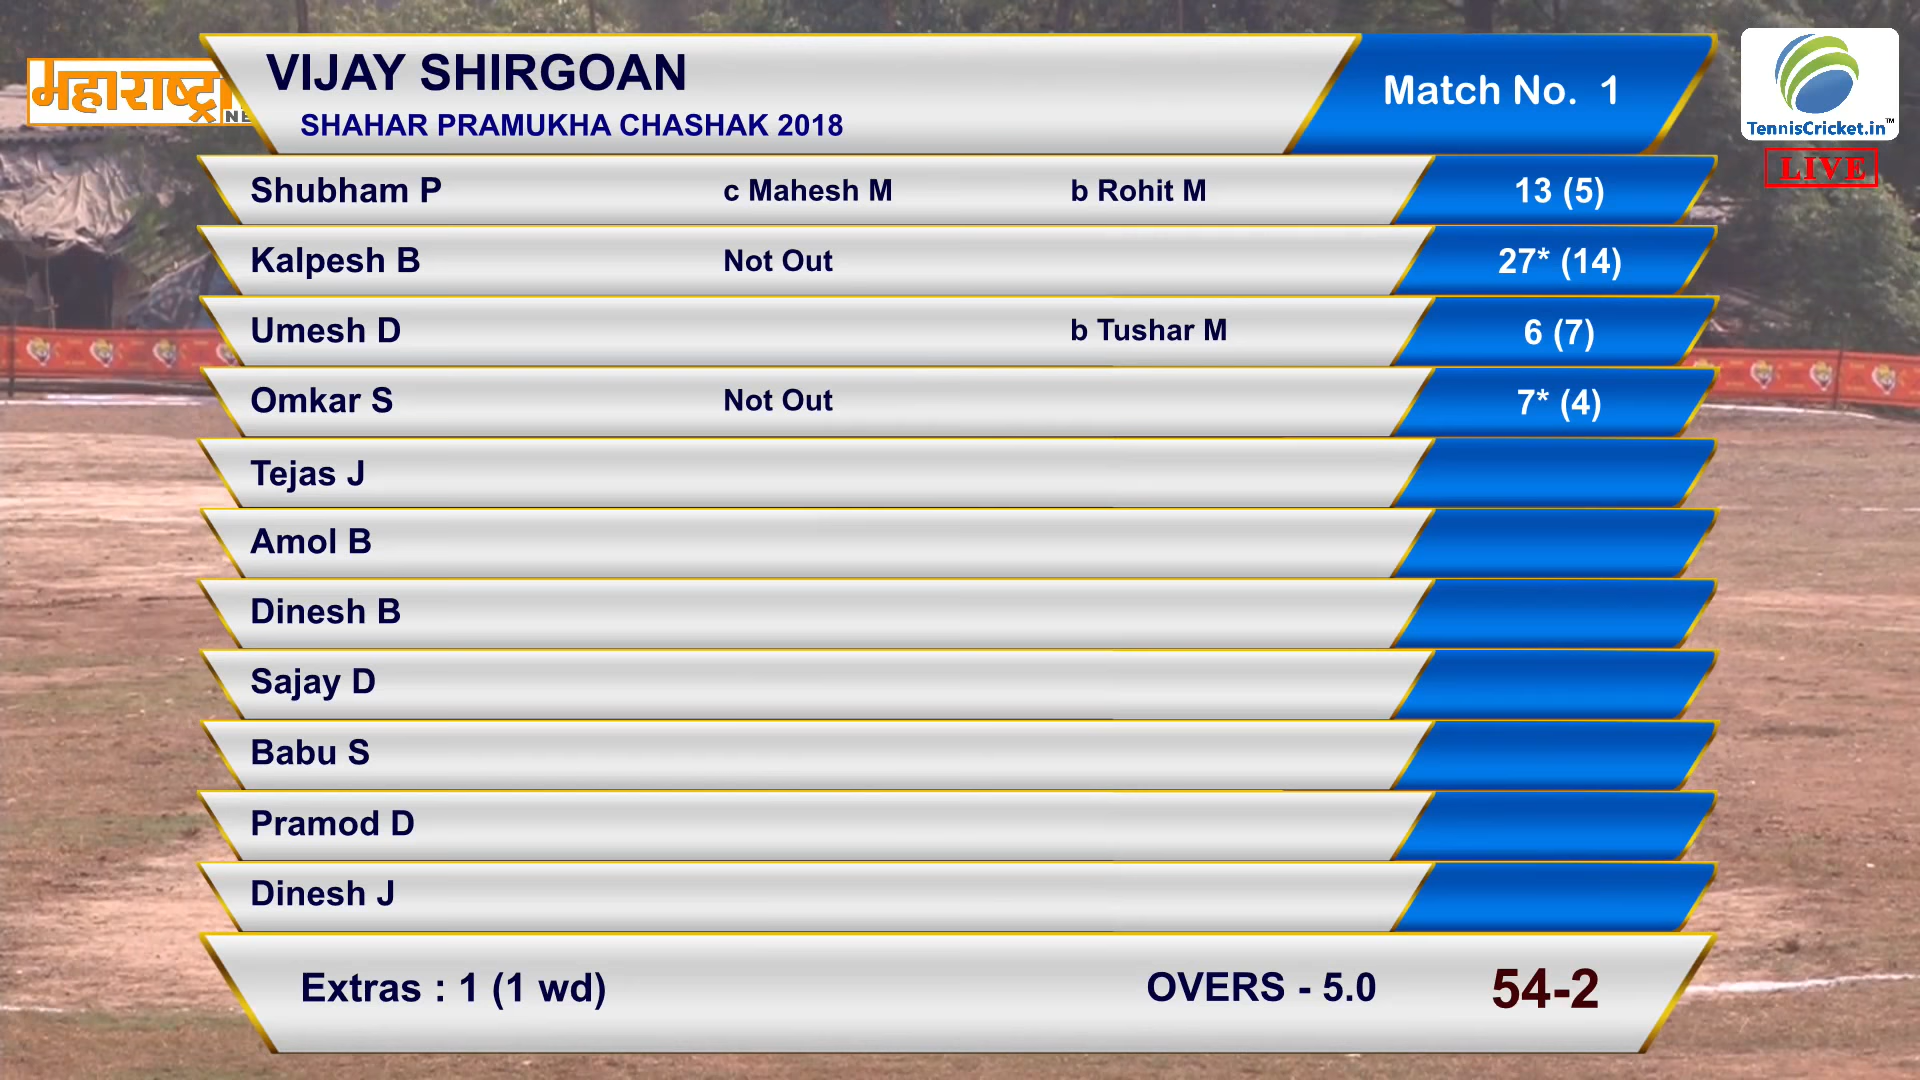 VIJAY SHIRGOAN
Match No. 1
SHAHAR PRAMUKHA CHASHAK 2018
महाराष्ट्रा
TennisCricket.in™
LIVE
Shubham P c Mahesh M b Rohit M 13 (5)
Kalpesh B Not Out 27* (14)
Umesh D b Tushar M 6 (7)
Omkar S Not Out 7* (4)
Tejas J
Amol B
Dinesh B
Sajay D
Babu S
Pramod D
Dinesh J
Extras : 1 (1 wd) OVERS - 5.0 54-2